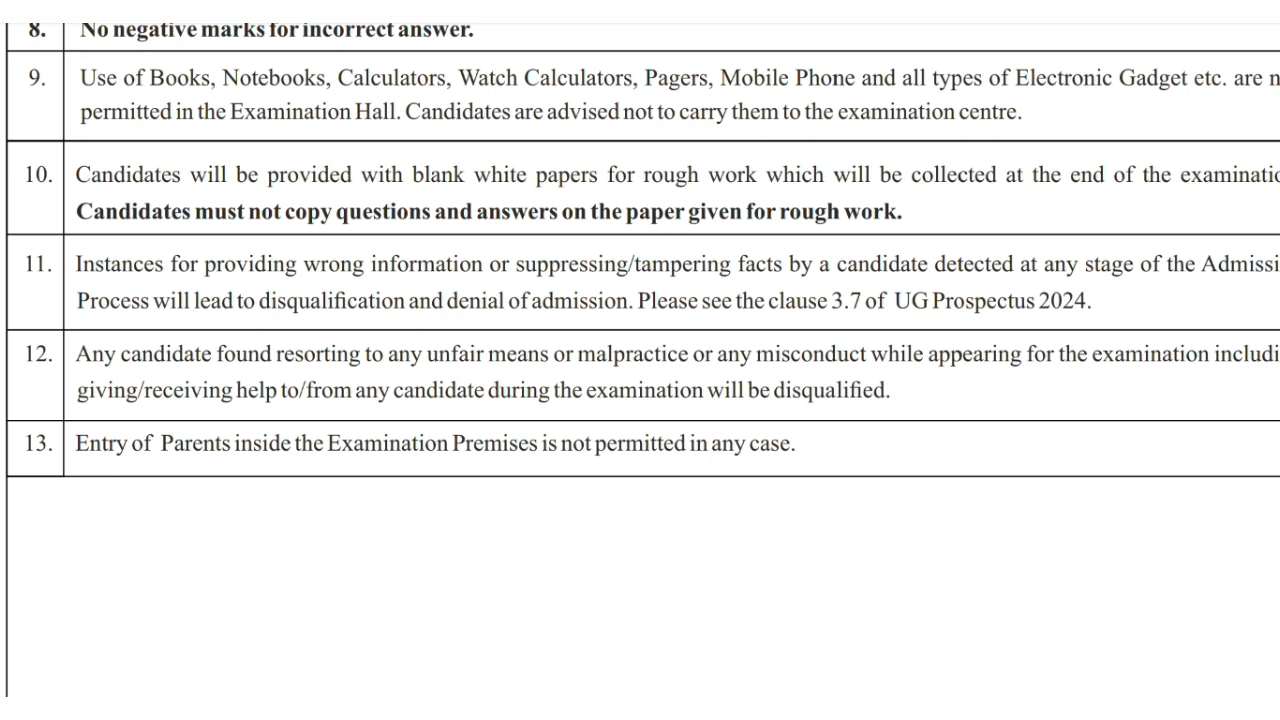 8. No negative marks for incorrect answer.
9. Use of Books, Notebooks, Calculators, Watch Calculators, Pagers, Mobile Phone and all types of Electronic Gadget etc. are
permitted in the Examination Hall. Candidates are advised not to carry them to the examination centre.
10. Candidates will be provided with blank white papers for rough work which will be collected at the end of the
Candidates must not copy questions and answers on the paper given for rough work.
11. Instances for providing wrong information or suppressing/tampering facts by a candidate detected at any stage of the
Process will lead to disqualification and denial of admission. Please see the clause 3.7 of UG Prospectus 2024.
12. Any candidate found resorting to any unfair means or malpractice or any misconduct while appearing for the examination
giving/receiving help to/from any candidate during the examination will be disqualified.
13. Entry of Parents inside the Examination Premises is not permitted in any case.